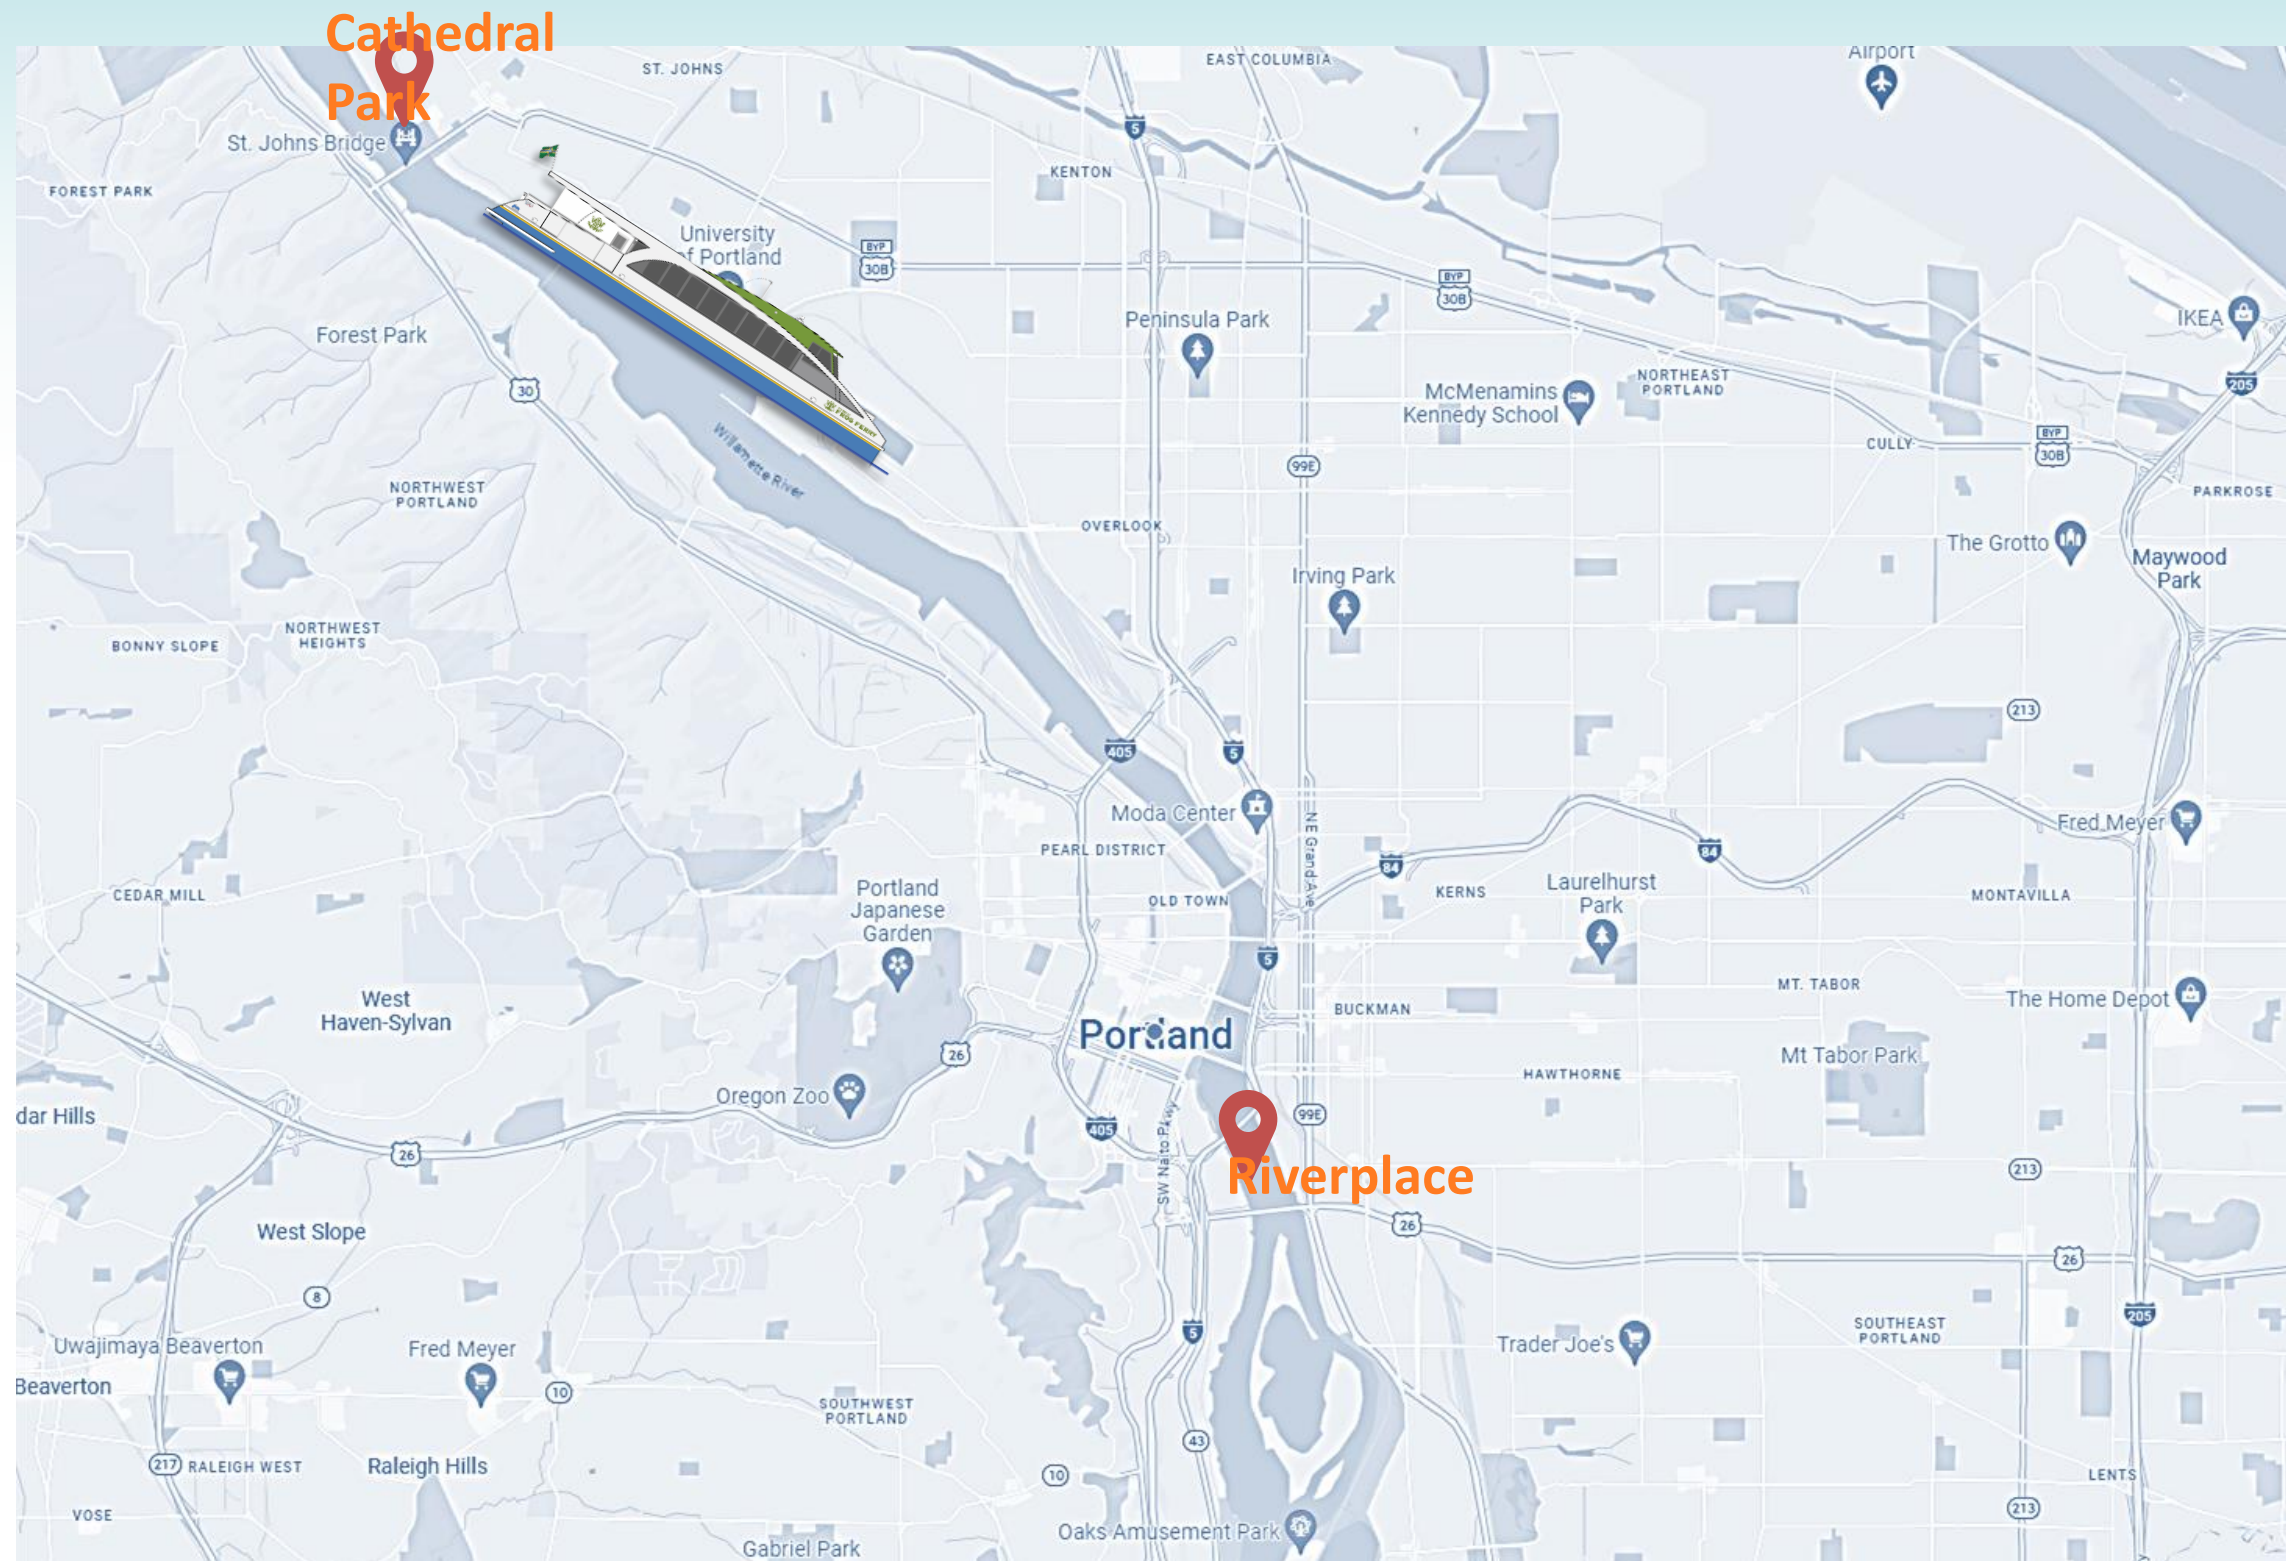 Cathedral
Park
ST. JOHNS
EAST COLUMBIA
Airport
St. Johns Bridge
5
KENTON
FOREST PARK
University
of Portland
BYP
30B
BYP
30B
Peninsula Park
IKEA
Forest Park
30
205
NORTHEAST
PORTLAND
McMenamins
Kennedy School
FROG FERRY
CULLY
BYP
30B
Willamette River
99E
NORTHWEST
PORTLAND
PARKROSE
OVERLOOK
The Grotto
Maywood
Park
Irving Park
NORTHWEST
HEIGHTS
BONNY SLOPE
213
405
5
Moda Center
NE Grand Ave
Fred Meyer
PEARL DISTRICT
84
84
CEDAR MILL
Portland
Japanese
Garden
OLD TOWN
KERNS
Laurelhurst
Park
MONTAVILLA
5
West
Haven-Sylvan
MT. TABOR
The Home Depot
BUCKMAN
Portland
26
Mt Tabor Park
HAWTHORNE
Oregon Zoo
dar Hills
405
SW Naito Pkwy
99E
26
Riverplace
213
West Slope
26
26
8
205
5
SOUTHEAST
PORTLAND
Uwajimaya Beaverton
Fred Meyer
Trader Joe's
Beaverton
10
SOUTHWEST
PORTLAND
43
217
RALEIGH WEST
Raleigh Hills
10
LENTS
213
VOSE
Oaks Amusement Park
Gabriel Park